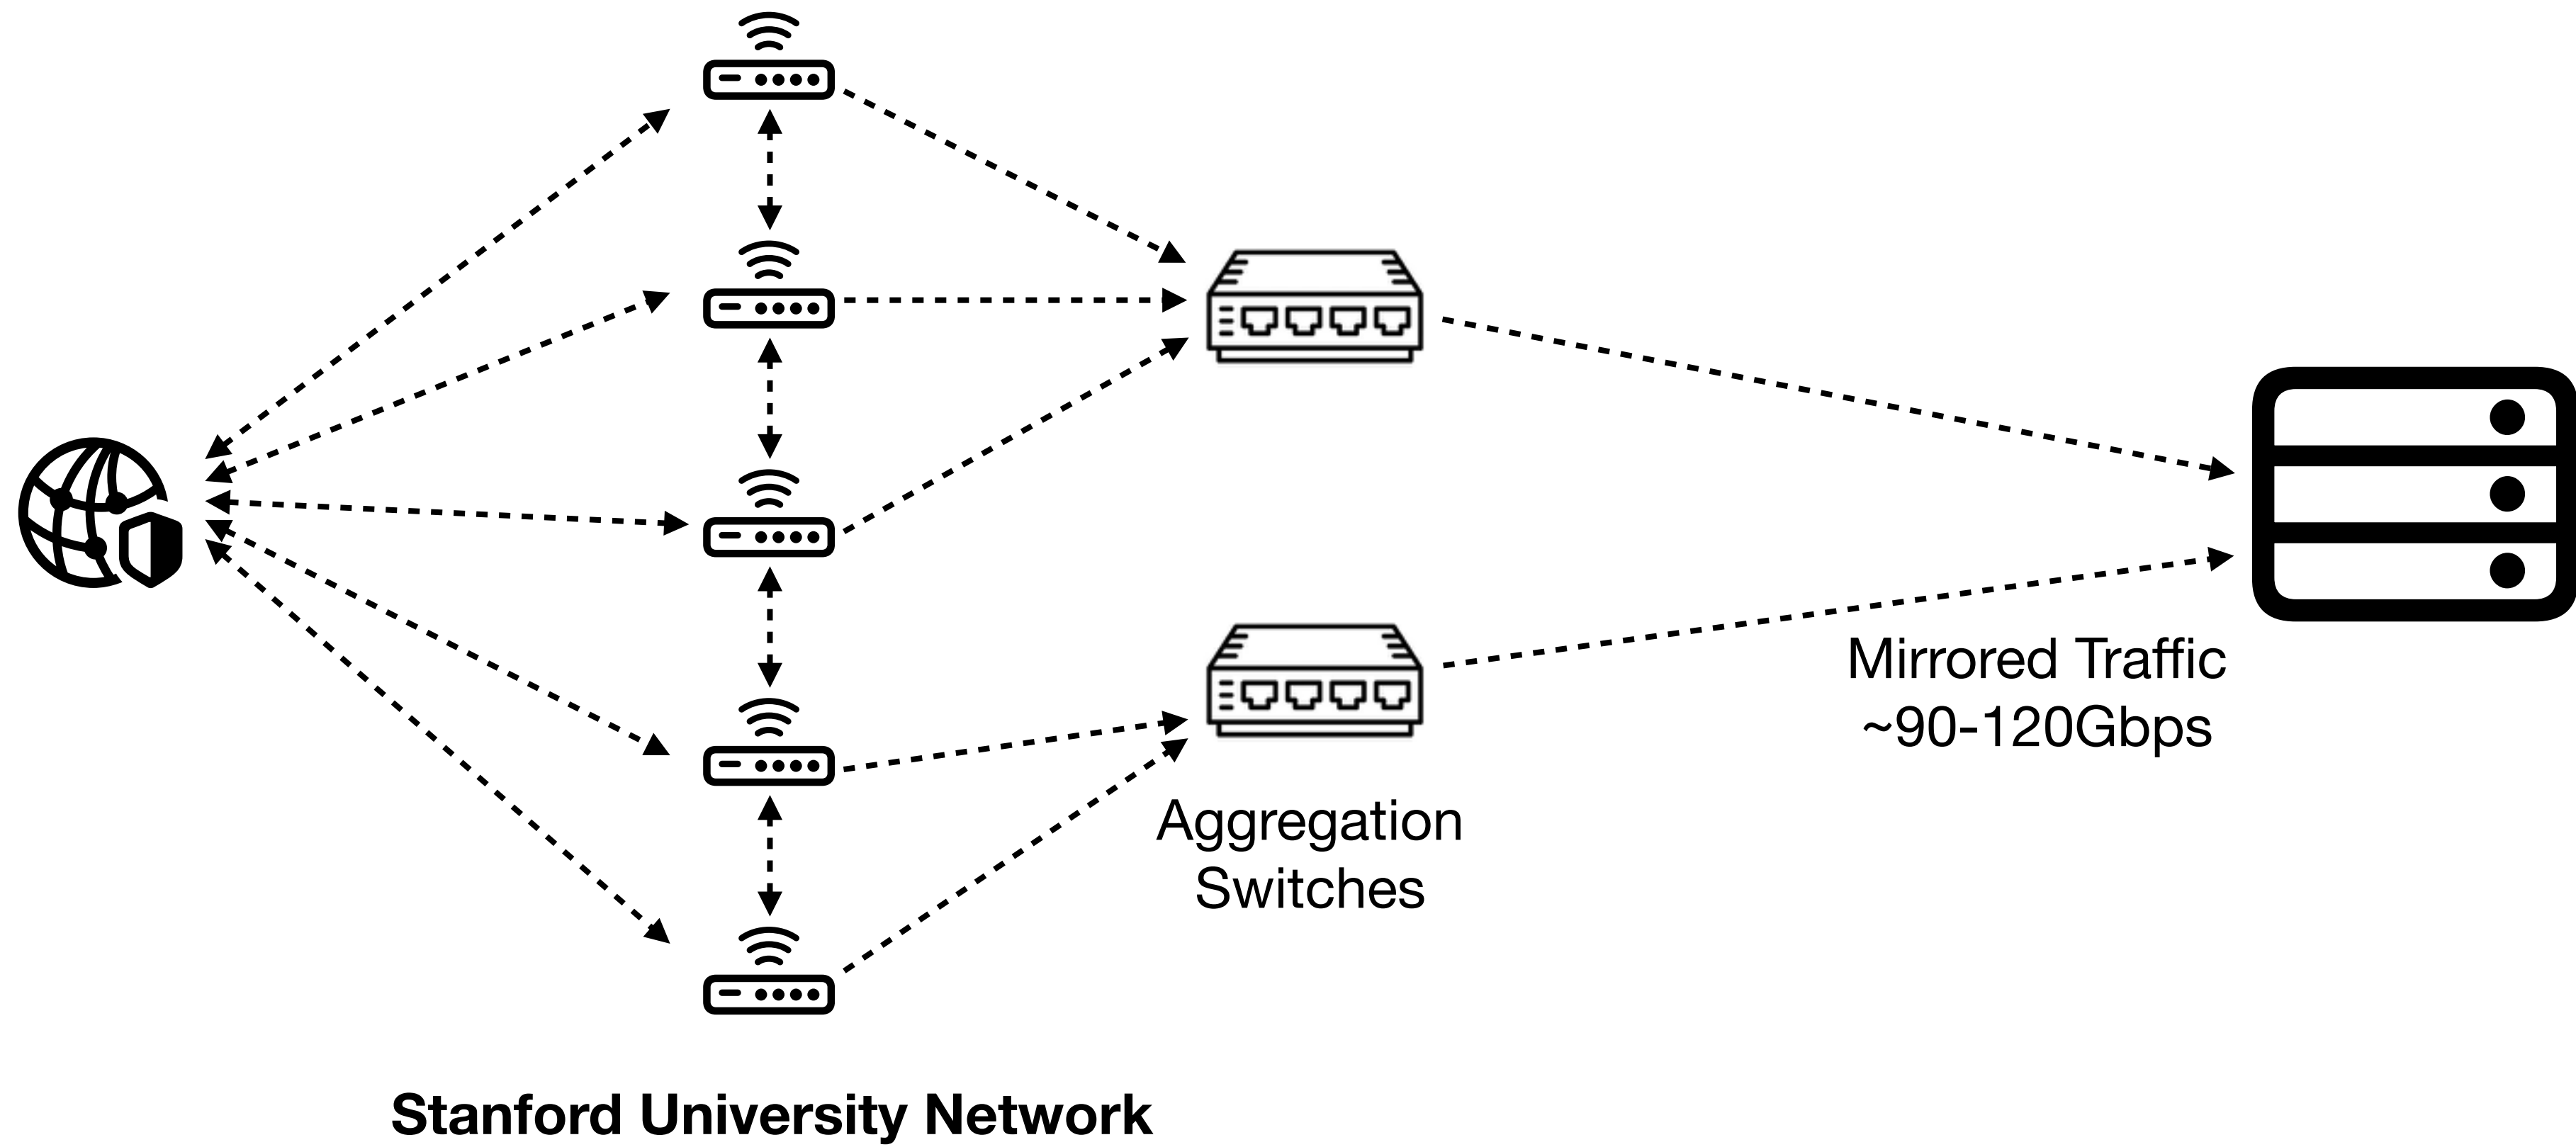 Mirrored Traffic
~90-120Gbps
Aggregation
Switches
Stanford University Network